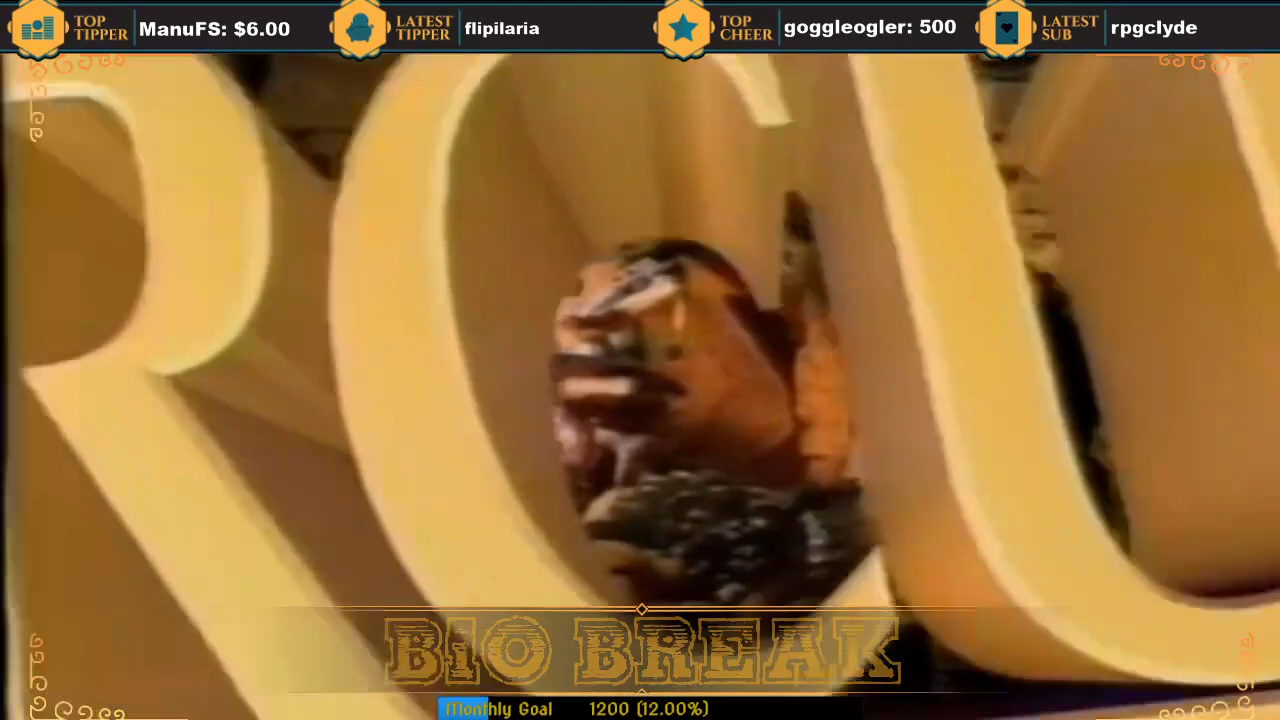 TOP TIPPER ManuFS: $6.00
LATEST TIPPER flipilaria
TOP CHEER goggleogler: 500
LATEST SUB rpgclyde
BIO BREAK
Monthly Goal 1200 (12.00%)